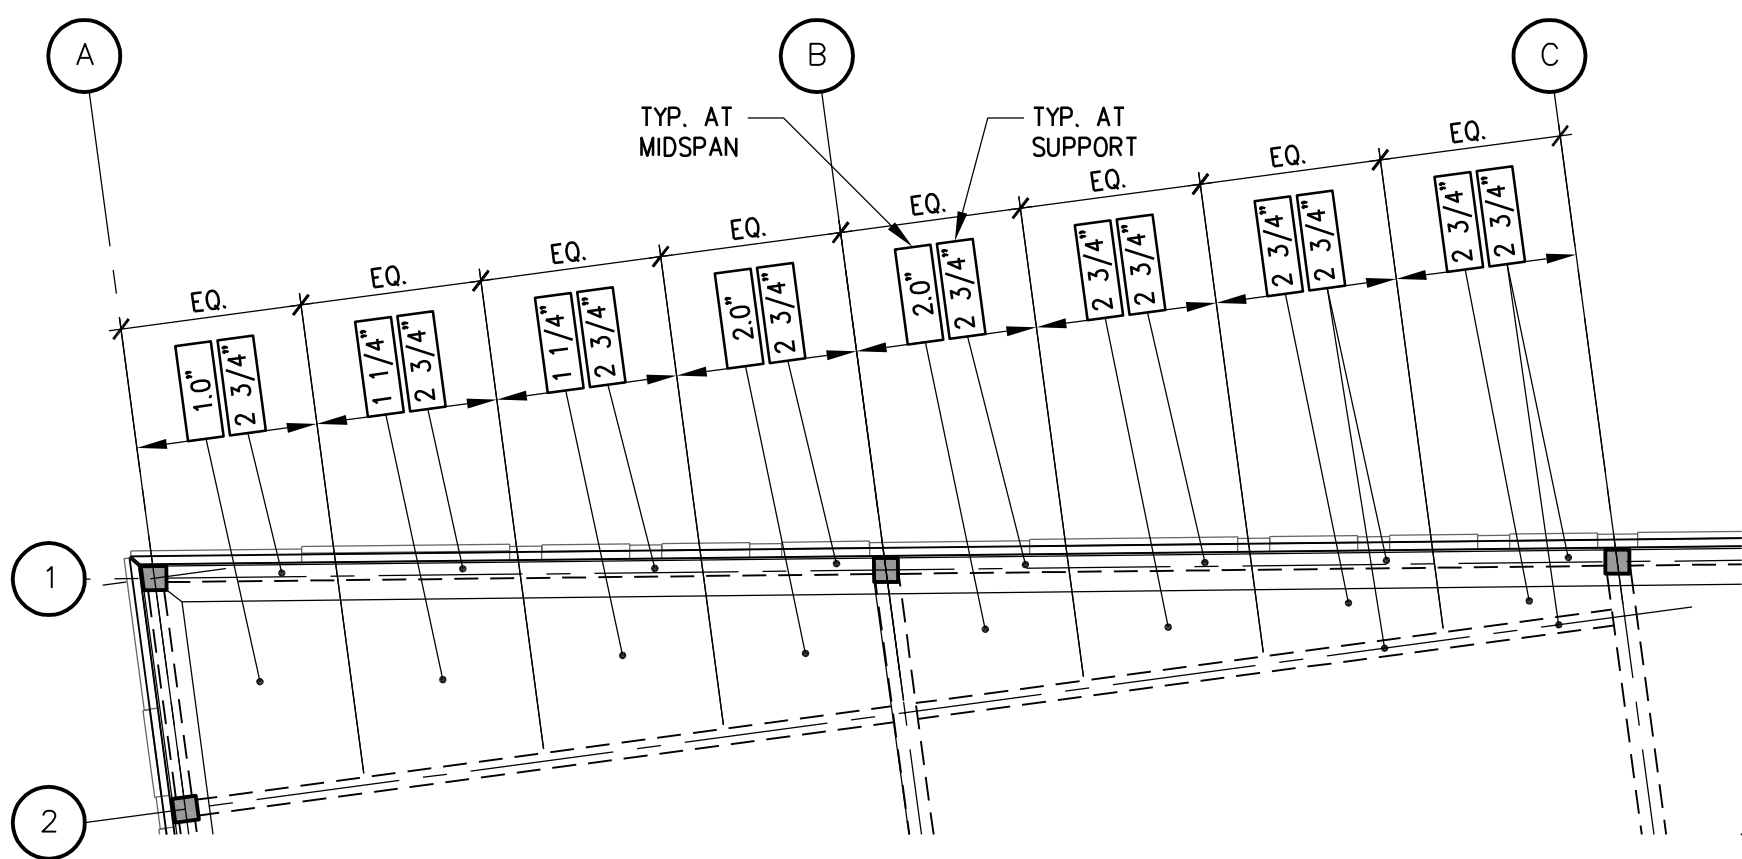 A
B
C
TYP. AT
MIDSPAN
TYP. AT
SUPPORT
EQ.
EQ.
EQ.
EQ.
EQ.
EQ.
EQ.
EQ.
1.0"
2 3/4"
1 1/4"
2 3/4"
1 1/4"
2 3/4"
2.0"
2 3/4"
2.0"
2 3/4"
2 3/4"
2 3/4"
2 3/4"
2 3/4"
2 3/4"
2 3/4"
1
2